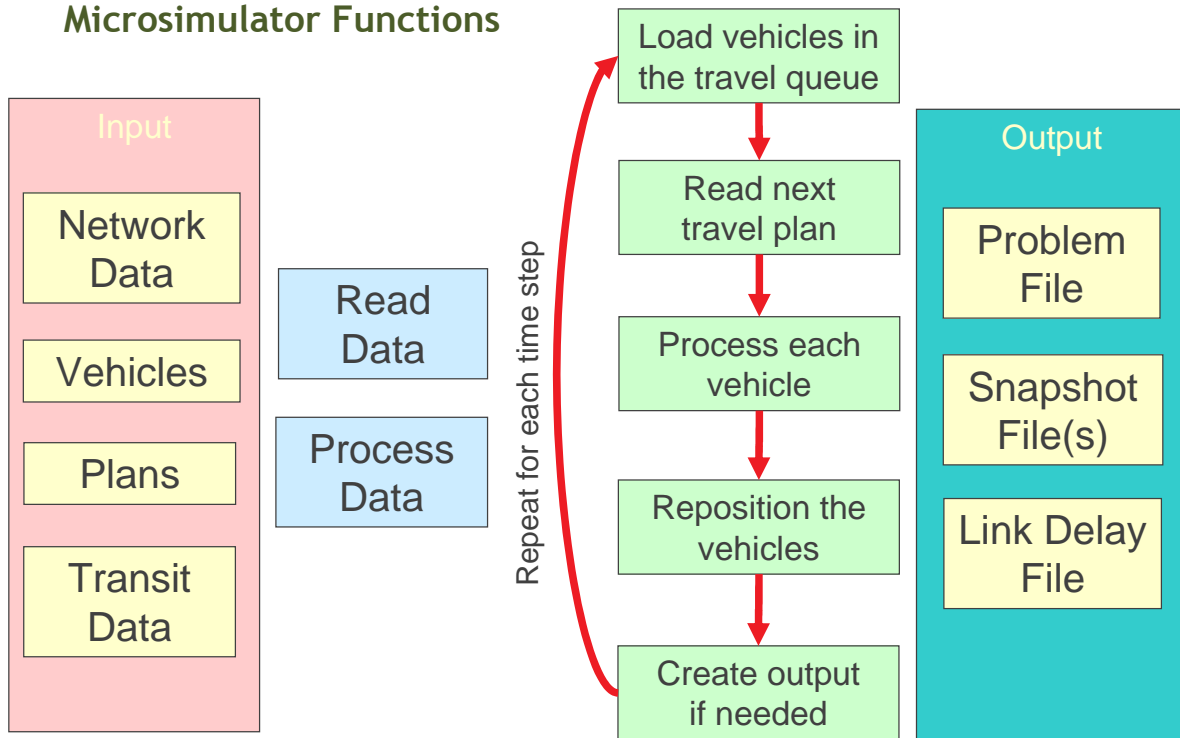 Microsimulator Functions
Input
Network
Data
Vehicles
Plans
Transit
Data
Read
Data
Process
Data
Repeat for each time step
Load vehicles in
the travel queue
Read next
travel plan
Process each
vehicle
Reposition the
vehicles
Create output
if needed
Output
Problem
File
Snapshot
File(s)
Link Delay
File